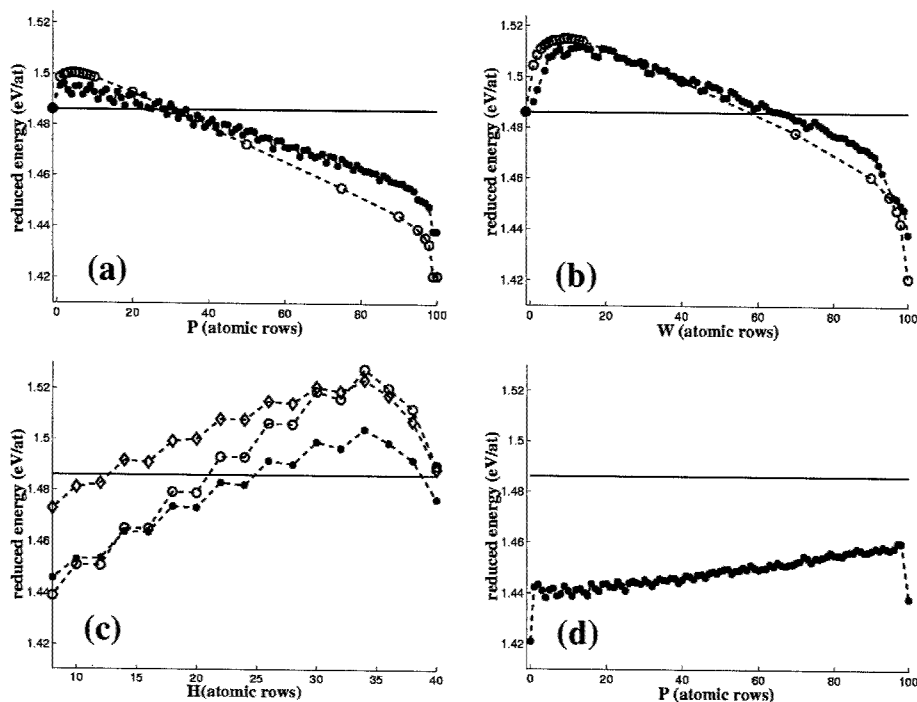 1.52
1.5
1.48
1.46
1.44
1.42
reduced energy (eV/at)
(a)
0 20 40 60 80 100
P (atomic rows)
1.52
1.5
1.48
1.46
1.44
1.42
reduced energy (eV/at)
(b)
0 20 40 60 80 100
W (atomic rows)
1.52
1.5
1.48
1.46
1.44
1.42
reduced energy (eV/at)
(c)
10 15 20 25 30 35 40
H(atomic rows)
1.52
1.5
1.48
1.46
1.44
1.42
reduced energy (eV/at)
(d)
0 20 40 60 80 100
P (atomic rows)